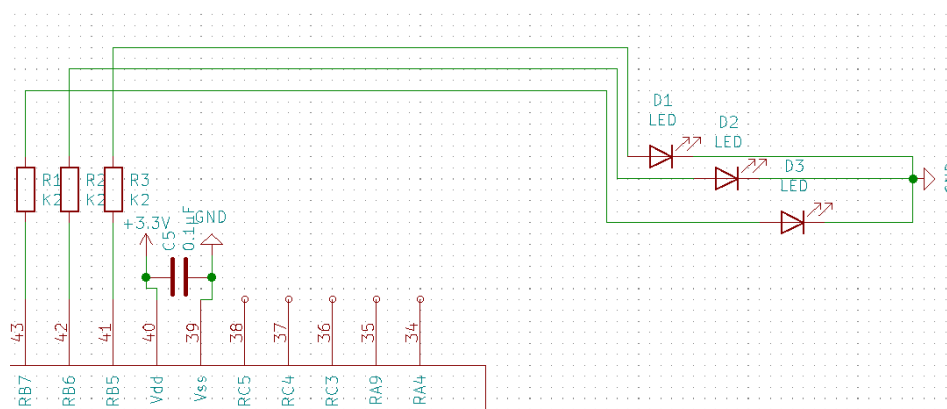 D1
LED
D2
LED
D3
LED
R1
K2
R2
K2
R3
K2
+3.3V
C5
0.1µF
GND
43
42
41
40
39
38
37
36
35
34
RB7
RB6
RB5
Vdd
Vss
RC5
RC4
RC3
RA9
RA4